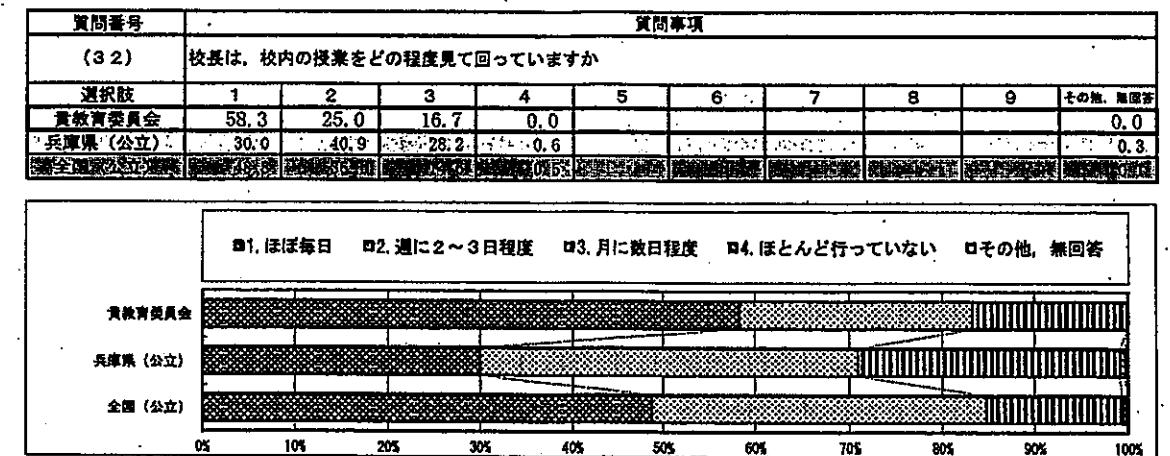 質問番号 質問事項
(32) 校長は，校内の授業をどの程度見て回っていますか
選択肢 1 2 3 4 5 6 7 8 9 その他，無回答
貴教育委員会 58.3 25.0 16.7 0.0 0.0
兵庫県（公立） 30.0 40.9 28.2 0.6 0.3
全国（公立）
1.ほぼ毎日 2.週に2～3日程度 3.月に数日程度 4.ほとんど行っていない その他，無回答
貴教育委員会
兵庫県（公立）
全国（公立）
0% 10% 20% 30% 40% 50% 60% 70% 80% 90% 100%